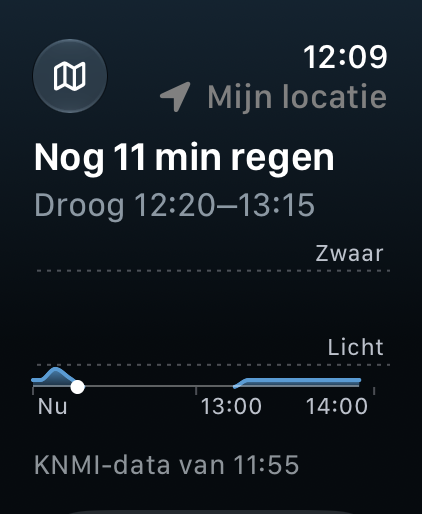 12:09
Mijn locatie
Nog 11 min regen
Droog 12:20–13:15
Zwaar
Licht
Nu 13:00 14:00
KNMI-data van 11:55